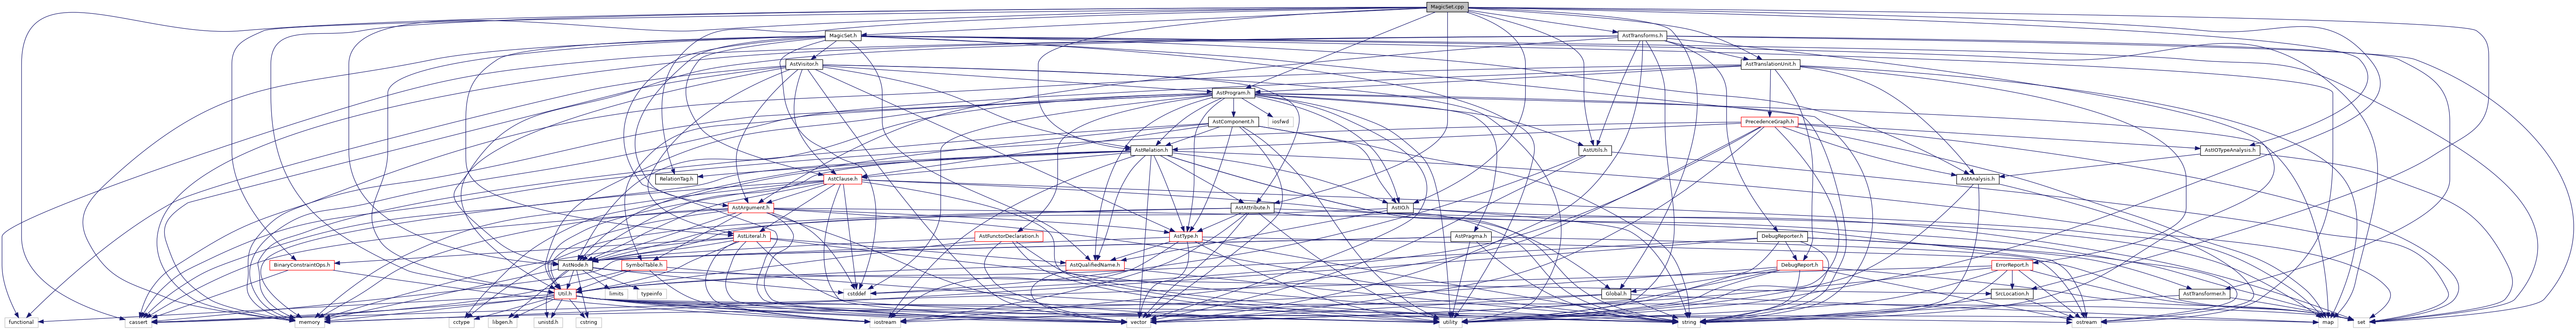 MagicSet.cpp
MagicSet.h
AstTransforms.h
AstVisitor.h
AstTranslationUnit.h
AstProgram.h
AstComponent.h
iosfwd
PrecedenceGraph.h
AstRelation.h
AstUtils.h
AstIOTypeAnalysis.h
RelationTag.h
AstClause.h
AstAnalysis.h
AstArgument.h
AstAttribute.h
AstIO.h
AstLiteral.h
AstFunctorDeclaration.h
AstType.h
AstPragma.h
DebugReporter.h
BinaryConstraintOps.h
AstNode.h
SymbolTable.h
AstQualifiedName.h
DebugReport.h
ErrorReport.h
Util.h
limits
typeinfo
cstddef
Global.h
SrcLocation.h
AstTransformer.h
functional
cassert
memory
cctype
libgen.h
unistd.h
cstring
iostream
vector
utility
string
ostream
map
set